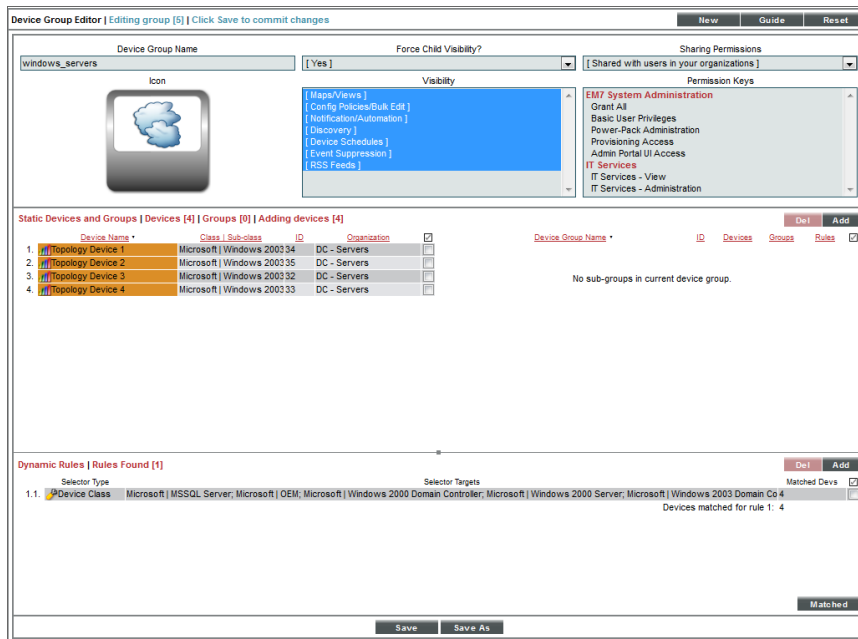 Device Group Editor | Editing group [5] | Click Save to commit changes
New
Guide
Reset
Device Group Name
Force Child Visibility?
Sharing Permissions
windows_servers
[ Yes ]
[ Shared with users in your organizations ]
Icon
Visibility
Permission Keys
[ Maps/Views ]
[ Config Policies/Bulk Edit ]
[ Notification/Automation ]
[ Discovery ]
[ Device Schedules ]
[ Event Suppression ]
[ RSS Feeds ]
EM7 System Administration
Grant All
Basic User Privileges
Power-Pack Administration
Provisioning Access
Admin Portal UI Access
IT Services
IT Services - View
IT Services - Administration
Static Devices and Groups | Devices [4] | Groups [0] | Adding devices [4]
Del
Add
Device Name • Class | Sub-class ID Organization
1. Topology Device 1 Microsoft | Windows 2003 34 DC - Servers
2. Topology Device 2 Microsoft | Windows 2003 35 DC - Servers
3. Topology Device 3 Microsoft | Windows 2003 32 DC - Servers
4. Topology Device 4 Microsoft | Windows 2003 33 DC - Servers
Device Group Name • ID Devices Groups Rules
No sub-groups in current device group.
Dynamic Rules | Rules Found [1]
Del
Add
Selector Type Selector Targets Matched Devs
1.1. Device Class Microsoft | MSSQL Server; Microsoft | OEM; Microsoft | Windows 2000 Domain Controller; Microsoft | Windows 2000 Server; Microsoft | Windows 2003 Domain Co 4
Devices matched for rule 1: 4
Matched
Save
Save As